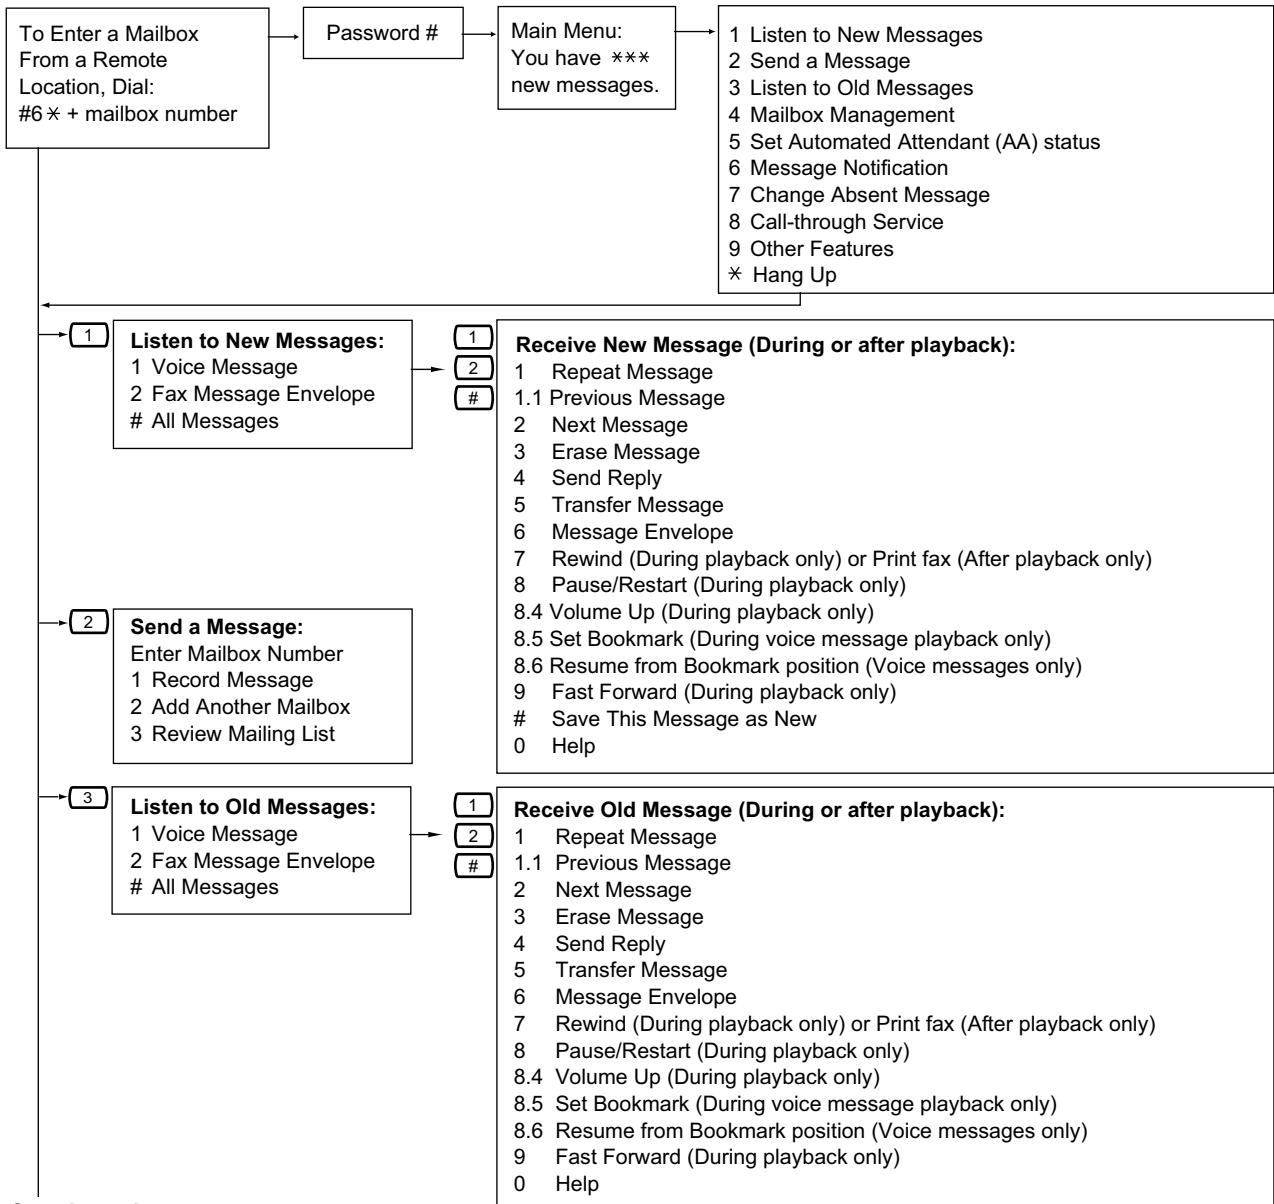 To Enter a Mailbox
From a Remote
Location, Dial:
#6✳ + mailbox number
Password #
Main Menu:
You have ✳✳✳
new messages.
1 Listen to New Messages
2 Send a Message
3 Listen to Old Messages
4 Mailbox Management
5 Set Automated Attendant (AA) status
6 Message Notification
7 Change Absent Message
8 Call-through Service
9 Other Features
✳ Hang Up
1
Listen to New Messages:
1 Voice Message
2 Fax Message Envelope
# All Messages
1
2
#
Receive New Message (During or after playback):
1 Repeat Message
1.1 Previous Message
2 Next Message
3 Erase Message
4 Send Reply
5 Transfer Message
6 Message Envelope
7 Rewind (During playback only) or Print fax (After playback only)
8 Pause/Restart (During playback only)
8.4 Volume Up (During playback only)
8.5 Set Bookmark (During voice message playback only)
8.6 Resume from Bookmark position (Voice messages only)
9 Fast Forward (During playback only)
# Save This Message as New
0 Help
2
Send a Message:
Enter Mailbox Number
1 Record Message
2 Add Another Mailbox
3 Review Mailing List
3
Listen to Old Messages:
1 Voice Message
2 Fax Message Envelope
# All Messages
1
2
#
Receive Old Message (During or after playback):
1 Repeat Message
1.1 Previous Message
2 Next Message
3 Erase Message
4 Send Reply
5 Transfer Message
6 Message Envelope
7 Rewind (During playback only) or Print fax (After playback only)
8 Pause/Restart (During playback only)
8.4 Volume Up (During playback only)
8.5 Set Bookmark (During voice message playback only)
8.6 Resume from Bookmark position (Voice messages only)
9 Fast Forward (During playback only)
0 Help